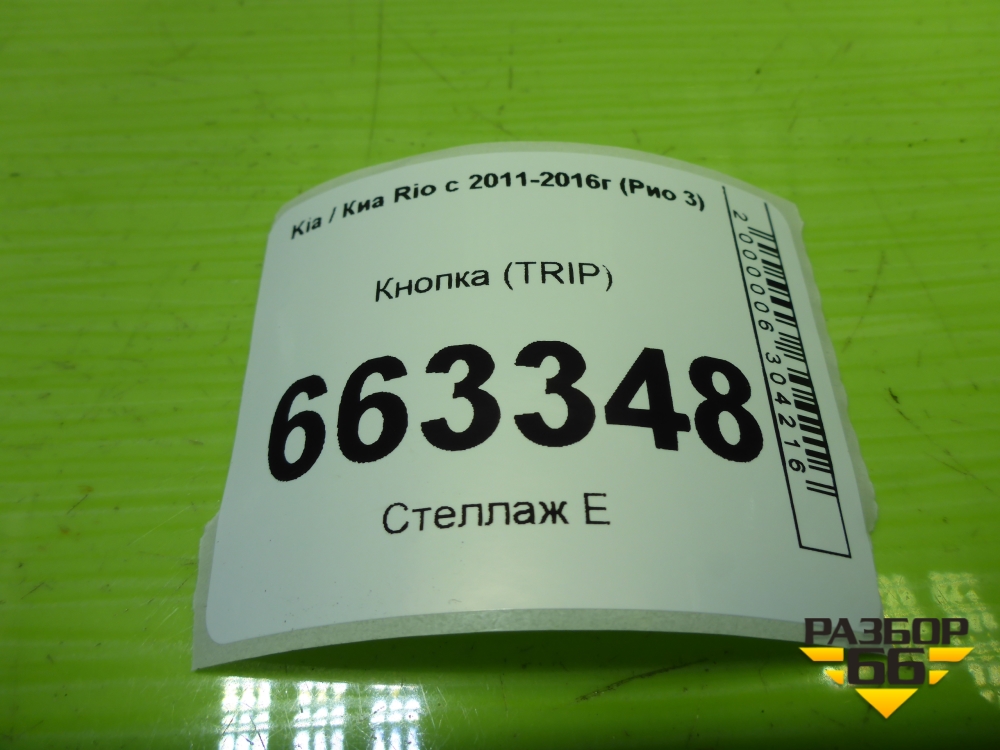 Kia / Киа Rio с 2011-2016г (Рио 3)
Кнопка (TRIP)
663348
Стеллаж Е
2000006304216
РАЗБОР
66